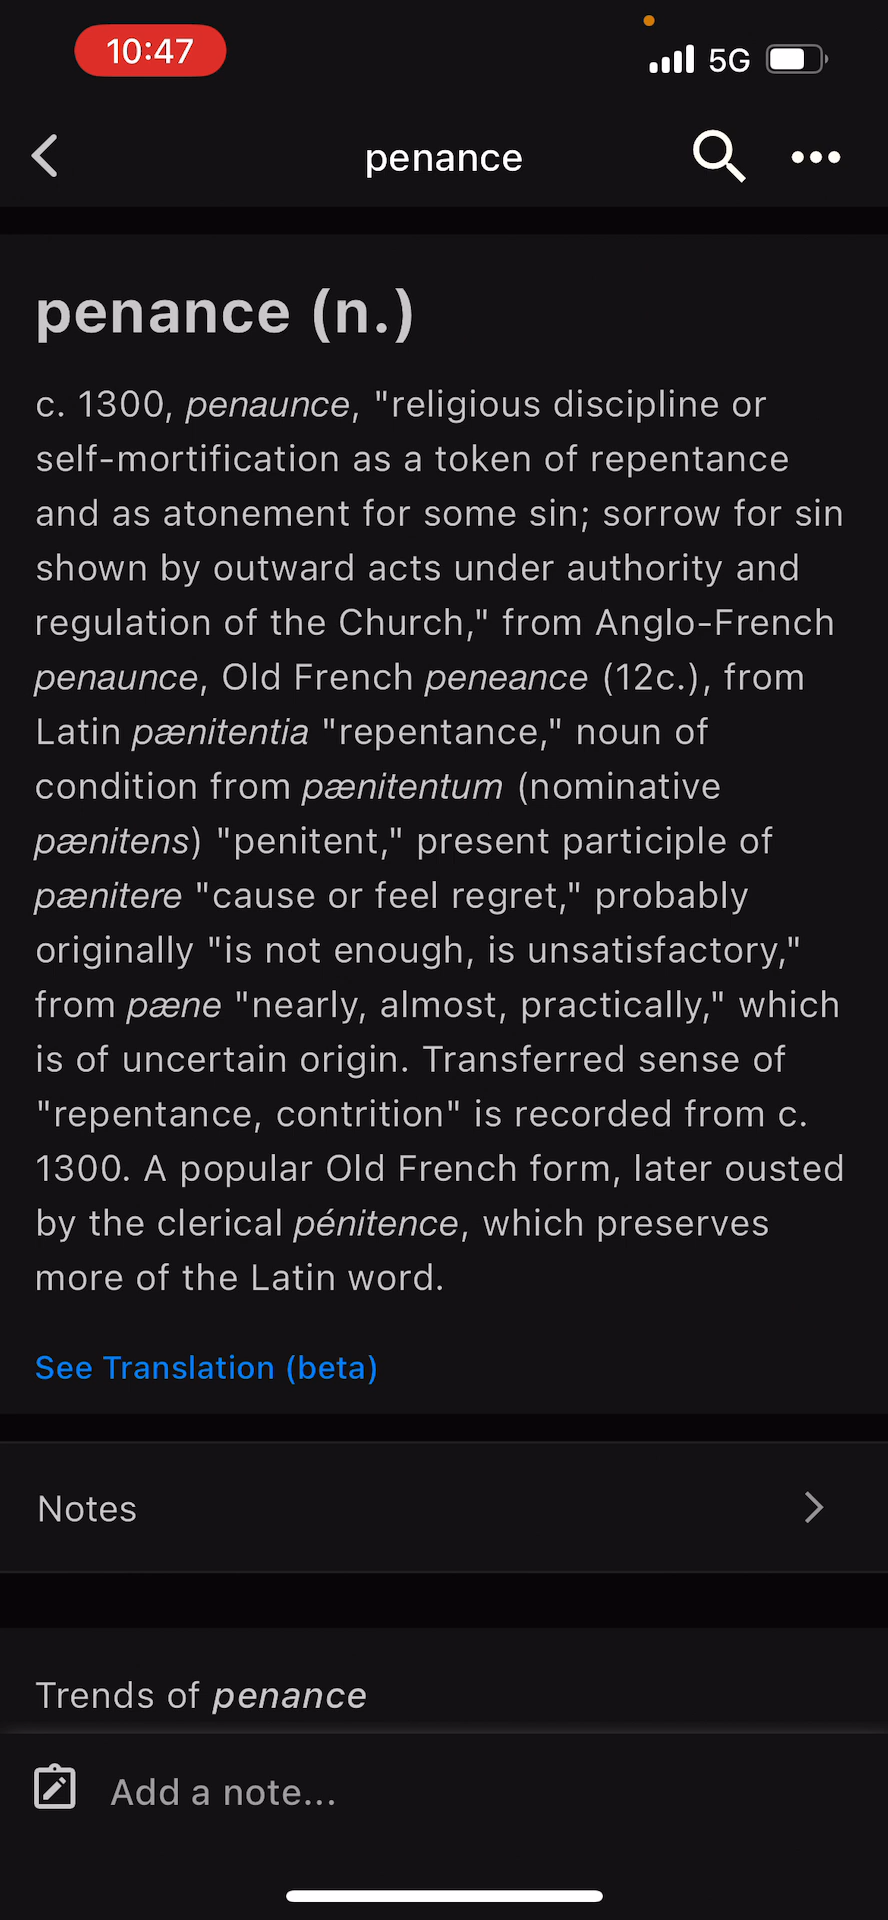 10:47
5G
penance
penance (n.)
c. 1300, penaunce, "religious discipline or
self-mortification as a token of repentance
and as atonement for some sin; sorrow for sin
shown by outward acts under authority and
regulation of the Church," from Anglo-French
penaunce, Old French peneance (12c.), from
Latin pænitentia "repentance," noun of
condition from pænitentum (nominative
pænitens) "penitent," present participle of
pænitere "cause or feel regret," probably
originally "is not enough, is unsatisfactory,"
from pæne "nearly, almost, practically," which
is of uncertain origin. Transferred sense of
"repentance, contrition" is recorded from c.
1300. A popular Old French form, later ousted
by the clerical pénitence, which preserves
more of the Latin word.
See Translation (beta)
Notes
Trends of penance
Add a note...